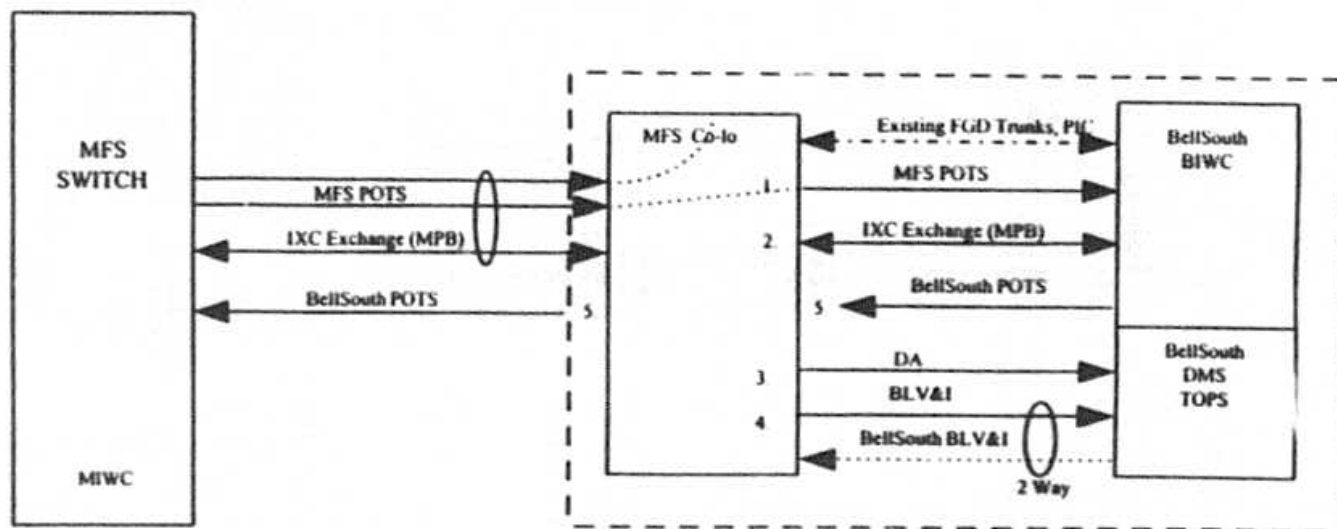 MFS
SWITCH
MIWC
MFS POTS
IXC Exchange (MPB)
BellSouth POTS
5
MFS Co-lo
1
2
5
3
4
Existing FGD Trunks,
MFS POTS
IXC Exchange (MPB)
BellSouth POTS
DA
BLV&I
BellSouth BLV&I
2 Way
BellSouth
BIWC
BellSouth
DMS
TOPS